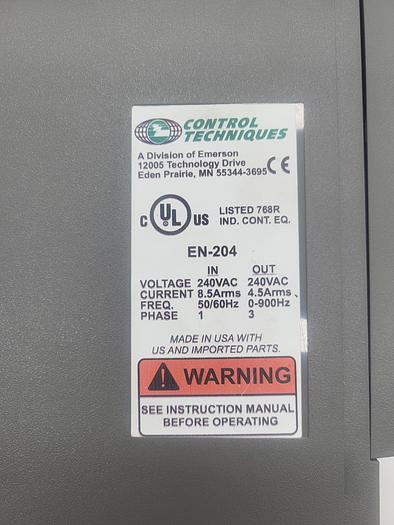 CONTROL
TECHNIQUES
A Division of Emerson
12005 Technology Drive
Eden Prairie, MN 55344-3695 CE
C UL US LISTED 768R
IND. CONT. EQ.
EN-204
IN OUT
VOLTAGE 240VAC 240VAC
CURRENT 8.5Arms 4.5Arms
FREQ. 50/60Hz 0-900Hz
PHASE 1 3
MADE IN USA WITH
US AND IMPORTED PARTS.
WARNING
SEE INSTRUCTION MANUAL
BEFORE OPERATING